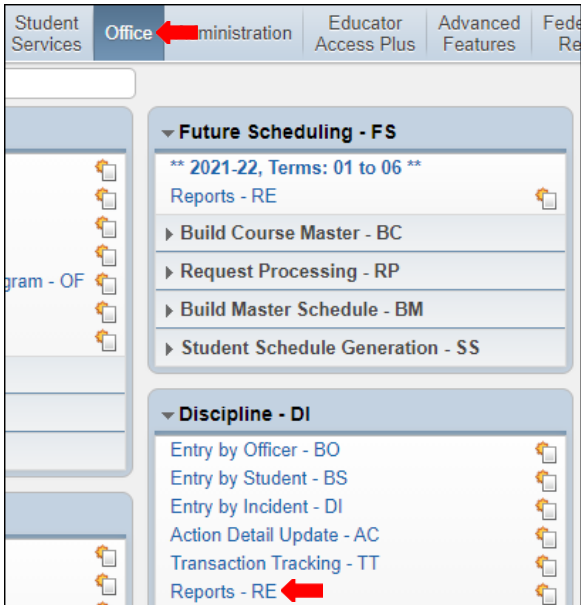 Student Services
Office
ministration
Educator Access Plus
Advanced Features
Fede
Re
Future Scheduling - FS
** 2021-22, Terms: 01 to 06 **
Reports - RE
Build Course Master - BC
gram - OF
Request Processing - RP
Build Master Schedule - BM
Student Schedule Generation - SS
Discipline - DI
Entry by Officer - BO
Entry by Student - BS
Entry by Incident - DI
Action Detail Update - AC
Transaction Tracking - TT
Reports - RE